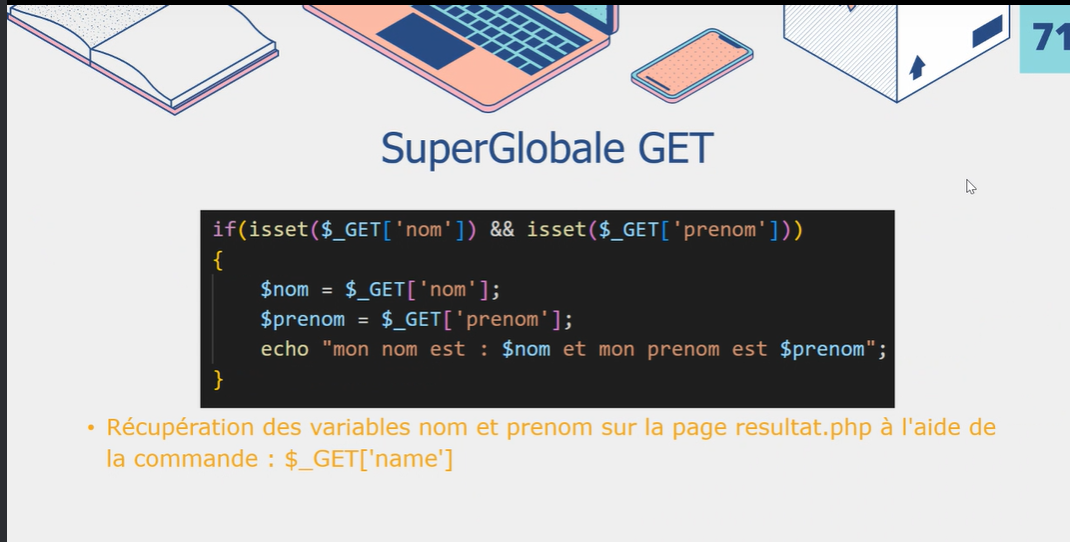 71
SuperGlobale GET
if(isset($_GET['nom']) && isset($_GET['prenom']))
{
    $nom = $_GET['nom'];
    $prenom = $_GET['prenom'];
    echo "mon nom est : $nom et mon prenom est $prenom";
}
• Récupération des variables nom et prenom sur la page resultat.php à l'aide de
la commande : $_GET['name']